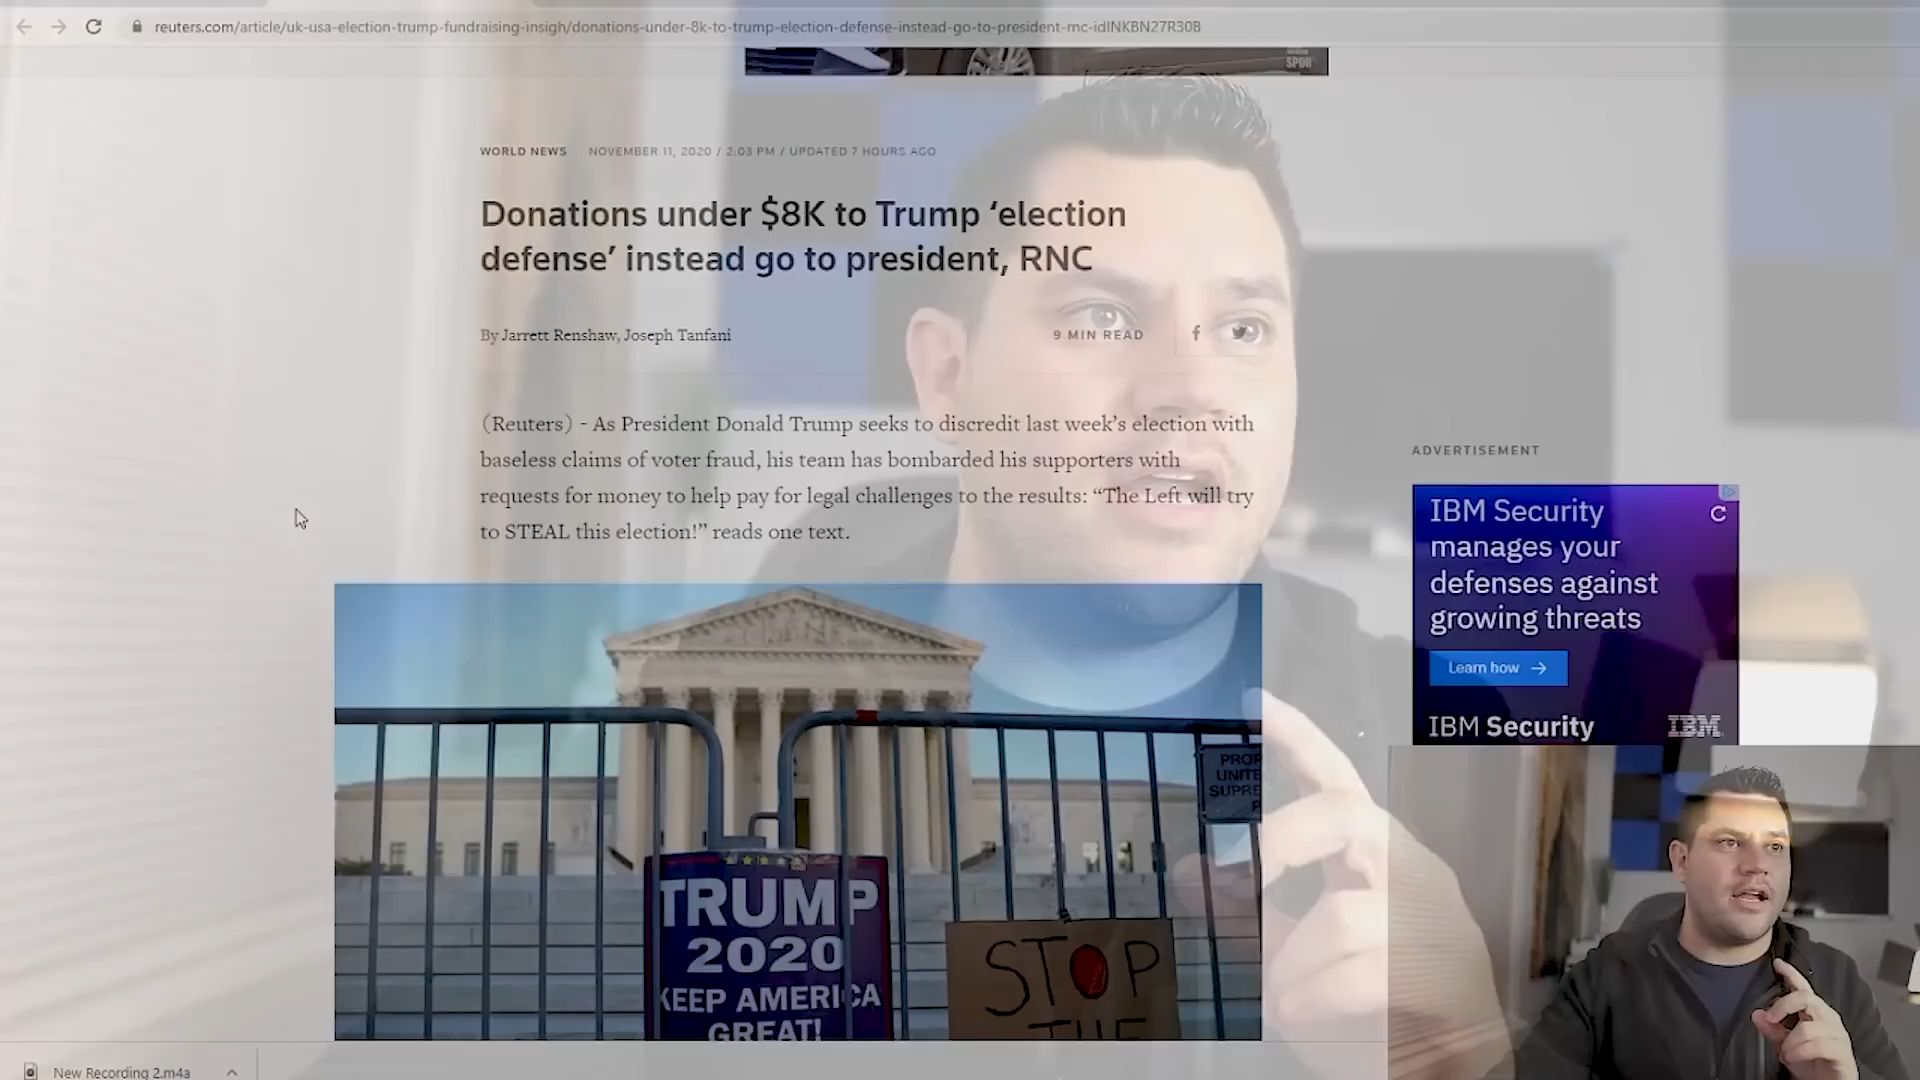 reuters.com/article/uk-usa-election-trump-fundraising-insigh/donations-under-8k-to-trump-election-defense-instead-go-to-president-mc-idINKBN27R30B
SPDR
WORLD NEWS NOVEMBER 11, 2020 / 2:03 PM / UPDATED 7 HOURS AGO
Donations under $8K to Trump ‘election
defense’ instead go to president, RNC
By Jarrett Renshaw, Joseph Tanfani
9 MIN READ
(Reuters) - As President Donald Trump seeks to discredit last week’s election with
baseless claims of voter fraud, his team has bombarded his supporters with
requests for money to help pay for legal challenges to the results: “The Left will try
to STEAL this election!” reads one text.
ADVERTISEMENT
IBM Security
manages your
defenses against
growing threats
Learn how
IBM Security
IBM
PROP
UNITE
SUPRE
P
TRUMP
2020
KEEP AMERICA
GREAT!
STOP
THE
New Recording 2.m4a